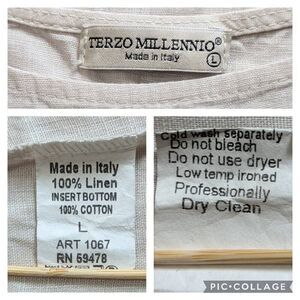 TERZO MILLENNIO®
Made in Italy
L
Made in Italy
100% Linen
INSERT BOTTOM
100% COTTON
L
ART 1067
RN 59478
Cold wash separately
Do not bleach
Do not use dryer
Low temp ironed
Professionally
Dry Clean
PIC•COLLAGE